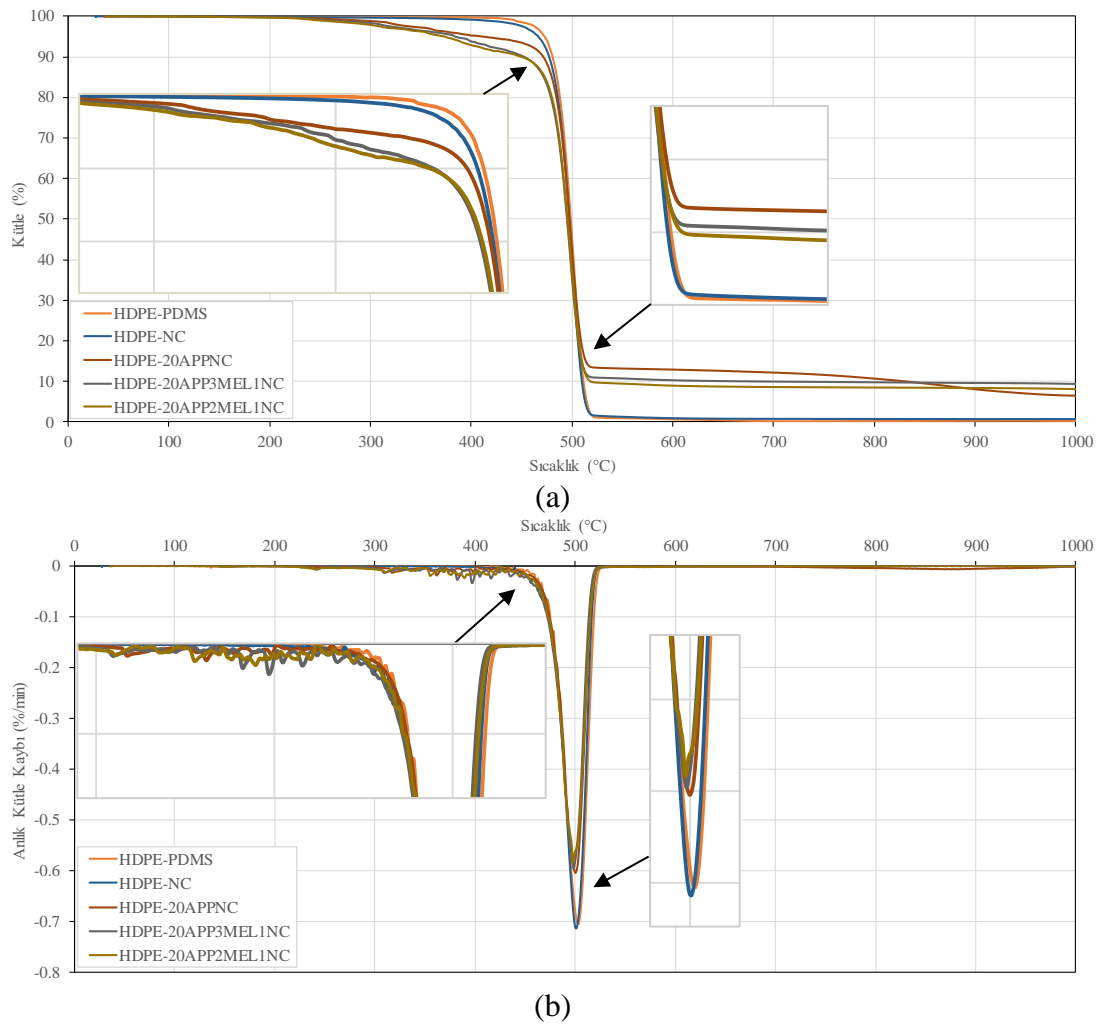 100
90
80
70
60
50
40
30
20
10
0
Kütle (%)
0 100 200 300 400 500 600 700 800 900 1000
Sıcaklık (°C)
HDPE-PDMS
HDPE-NC
HDPE-20APPNC
HDPE-20APP3MEL1NC
HDPE-20APP2MEL1NC
(a)
Sıcaklık (°C)
0 100 200 300 400 500 600 700 800 900 1000
0
-0.1
-0.2
-0.3
-0.4
-0.5
-0.6
-0.7
-0.8
Anlık Kütle Kaybı (%/min)
HDPE-PDMS
HDPE-NC
HDPE-20APPNC
HDPE-20APP3MEL1NC
HDPE-20APP2MEL1NC
(b)